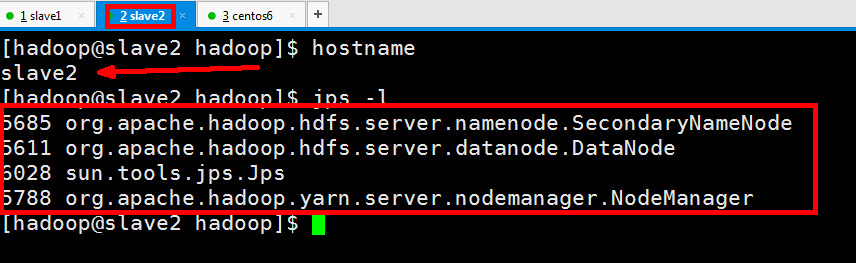 1 slave1
2 slave2
3 centos6
[hadoop@slave2 hadoop]$ hostname
slave2
[hadoop@slave2 hadoop]$ jps -l
5685 org.apache.hadoop.hdfs.server.namenode.SecondaryNameNode
5611 org.apache.hadoop.hdfs.server.datanode.DataNode
6028 sun.tools.jps.Jps
5788 org.apache.hadoop.yarn.server.nodemanager.NodeManager
[hadoop@slave2 hadoop]$